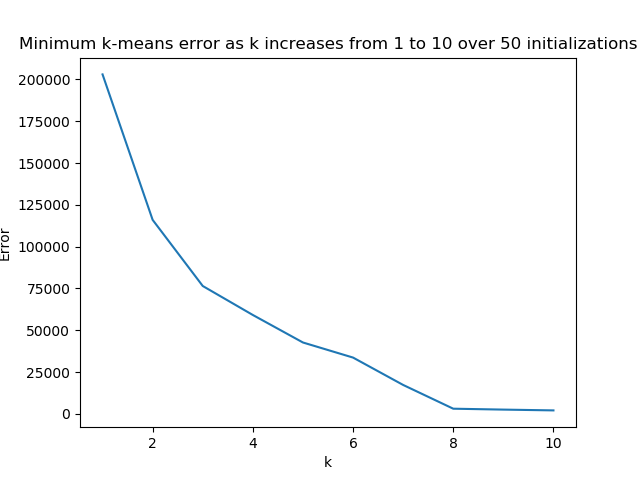 Minimum k-means error as k increases from 1 to 10 over 50 initializations
200000
175000
150000
125000
100000
75000
50000
25000
0
Error
2 4 6 8 10
k